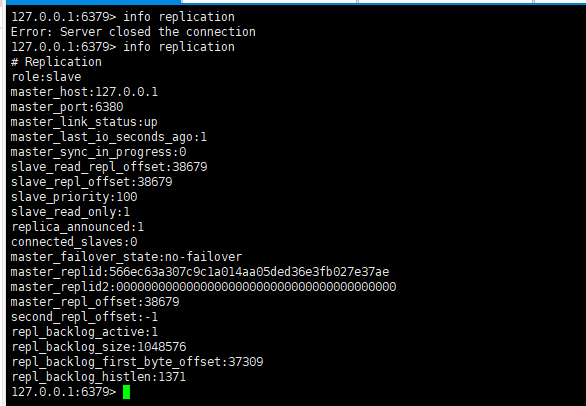 127.0.0.1:6379> info replication
Error: Server closed the connection
127.0.0.1:6379> info replication
# Replication
role:slave
master_host:127.0.0.1
master_port:6380
master_link_status:up
master_last_io_seconds_ago:1
master_sync_in_progress:0
slave_read_repl_offset:38679
slave_repl_offset:38679
slave_priority:100
slave_read_only:1
replica_announced:1
connected_slaves:0
master_failover_state:no-failover
master_replid:566ec63a307c9c1a014aa05ded36e3fb027e37ae
master_replid2:0000000000000000000000000000000000000000
master_repl_offset:38679
second_repl_offset:-1
repl_backlog_active:1
repl_backlog_size:1048576
repl_backlog_first_byte_offset:37309
repl_backlog_histlen:1371
127.0.0.1:6379>